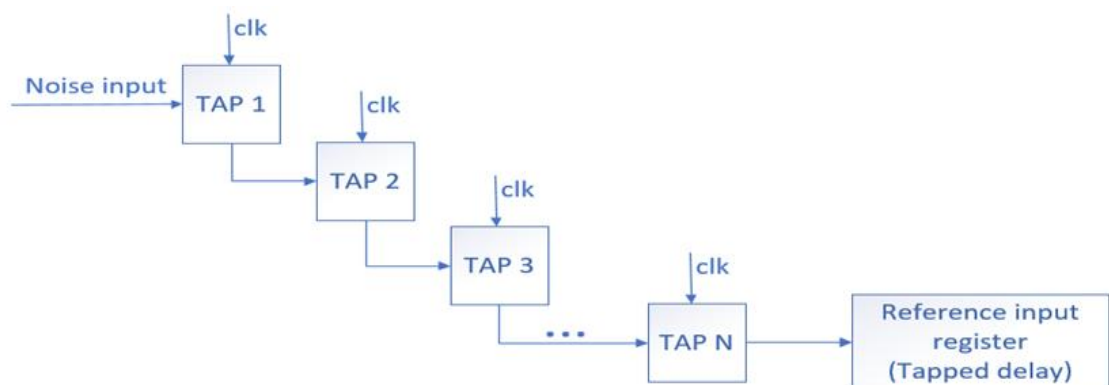 clk
Noise input
TAP 1
clk
TAP 2
clk
TAP 3
clk
...
TAP N
Reference input
register
(Tapped delay)